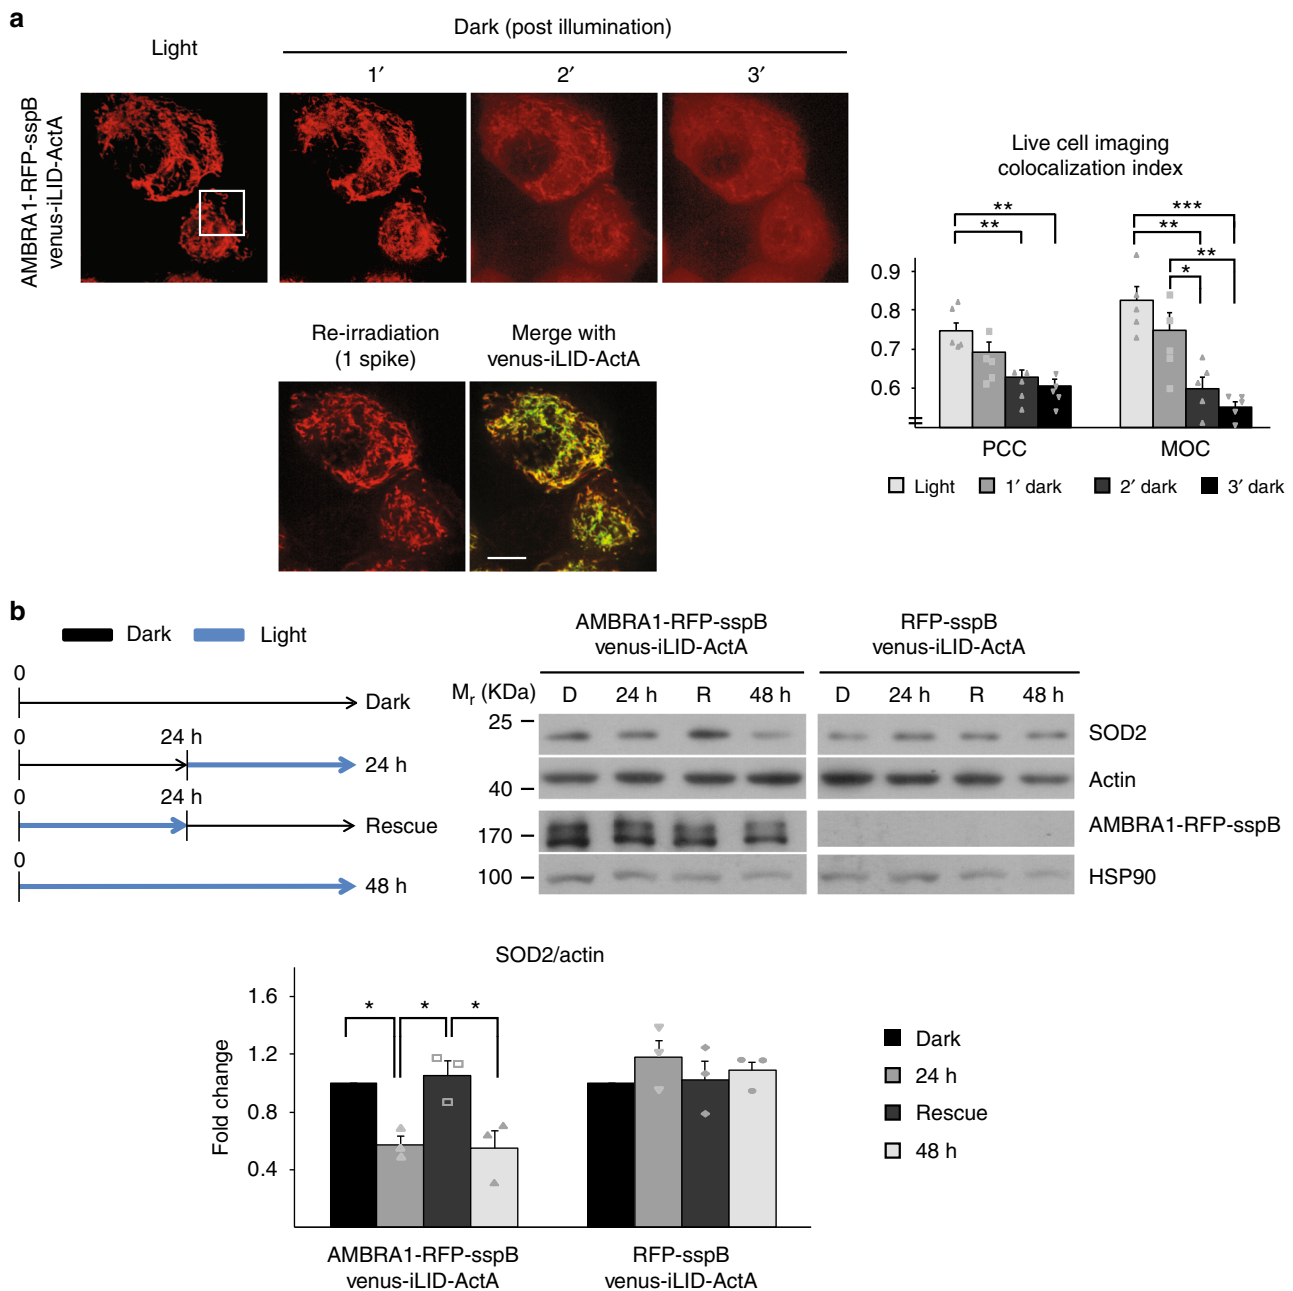 a
Light
Dark (post illumination)
1′
2′
3′
AMBRA1-RFP-sspB
venus-iLID-ActA
Re-irradiation
(1 spike)
Merge with
venus-iLID-ActA
Live cell imaging
colocalization index
**
**
***
**
**
*
0.9
0.8
0.7
0.6
PCC
MOC
Light
1′ dark
2′ dark
3′ dark
b
Dark
Light
0
Dark
0
24 h
24 h
0
24 h
Rescue
0
48 h
AMBRA1-RFP-sspB
venus-iLID-ActA
RFP-sspB
venus-iLID-ActA
Mr (KDa)
D
24 h
R
48 h
D
24 h
R
48 h
25
SOD2
Actin
40
170
AMBRA1-RFP-sspB
100
HSP90
SOD2/actin
Fold change
1.6
1.2
0.8
0.4
*
*
*
AMBRA1-RFP-sspB
venus-iLID-ActA
RFP-sspB
venus-iLID-ActA
Dark
24 h
Rescue
48 h